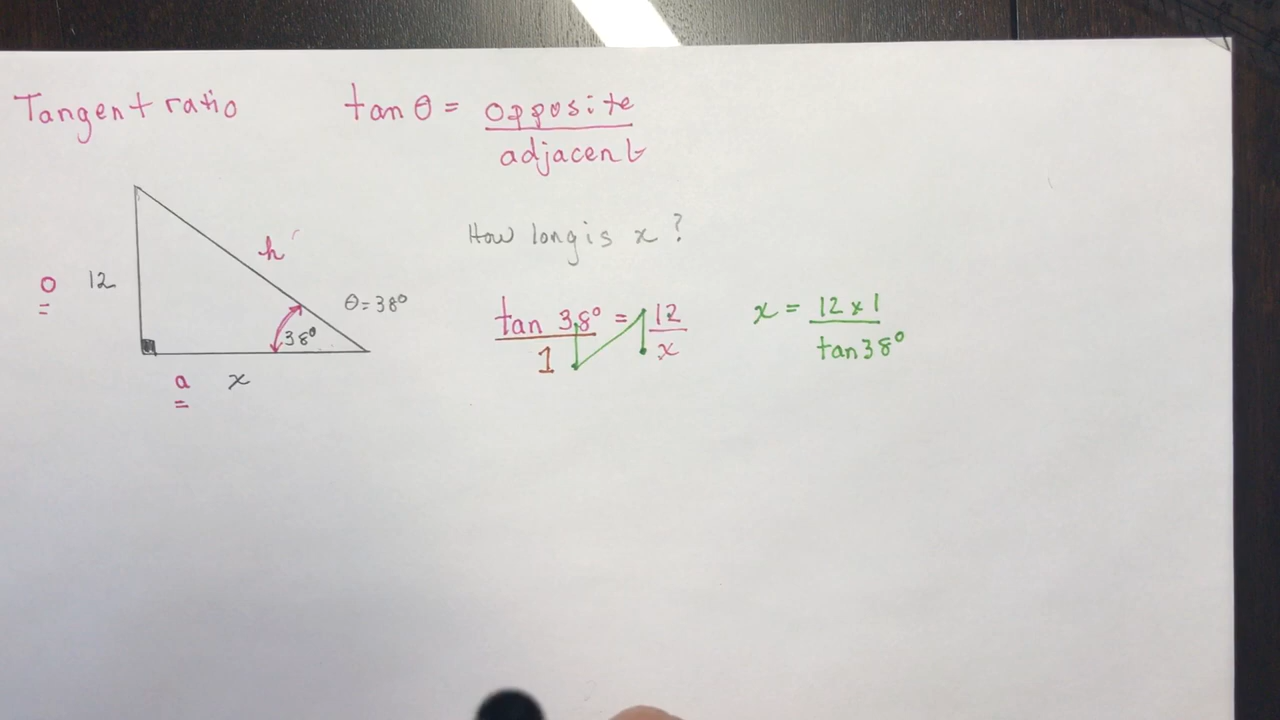 Tangent ratio
tan θ = opposite
adjacent
h
How long is x ?
o
12
θ = 38°
38°
a
x
tan 38° = 12
1 x
x = 12 x 1
tan 38°